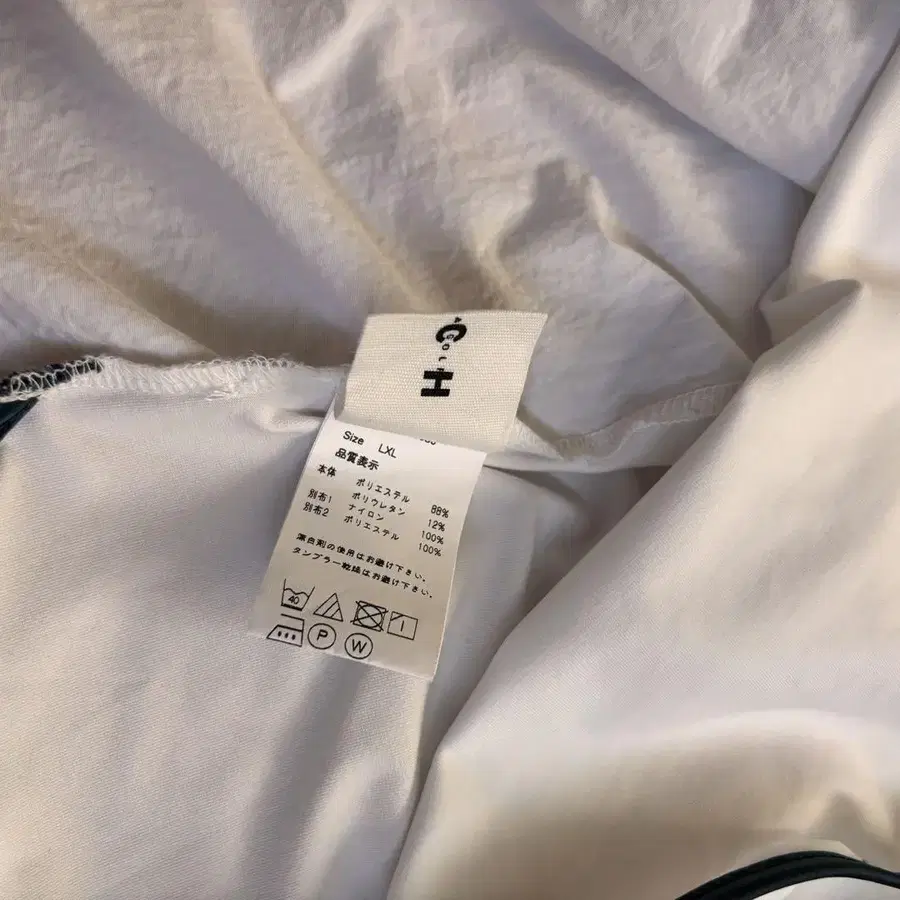 Size LXL
品質表示
本体 ポリエステル 88%
ポリウレタン 12%
別布1 ナイロン 100%
別布2 ポリエステル 100%
漂白剤の使用はお避け下さい。
タンブラー乾燥はお避け下さい。
40
P W